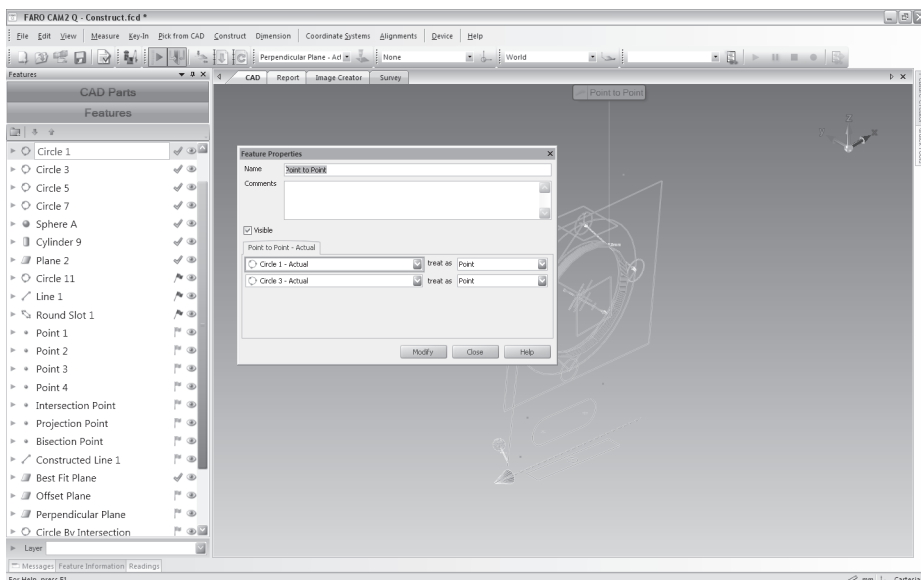 FARO CAM2 Q - Construct.fcd *
File Edit View Measure Key-In Pick from CAD Construct Dimension Coordinate Systems Alignments Device Help
Perpendicular Plane - Act None World
Features
CAD Report Image Creator Survey
CAD Parts
Features
Point to Point
Circle 1
Circle 3
Circle 5
Circle 7
Sphere A
Cylinder 9
Plane 2
Circle 11
Line 1
Round Slot 1
Point 1
Point 2
Point 3
Point 4
Intersection Point
Projection Point
Bisection Point
Constructed Line 1
Best Fit Plane
Offset Plane
Perpendicular Plane
Circle By Intersection
Layer
Feature Properties
Name Point to Point
Comments
Visible
Point to Point - Actual
Circle 1 - Actual treat as Point
Circle 3 - Actual treat as Point
Modify Close Help
Z
Y X
Messages Feature Information Readings
For Help, press F1
mm